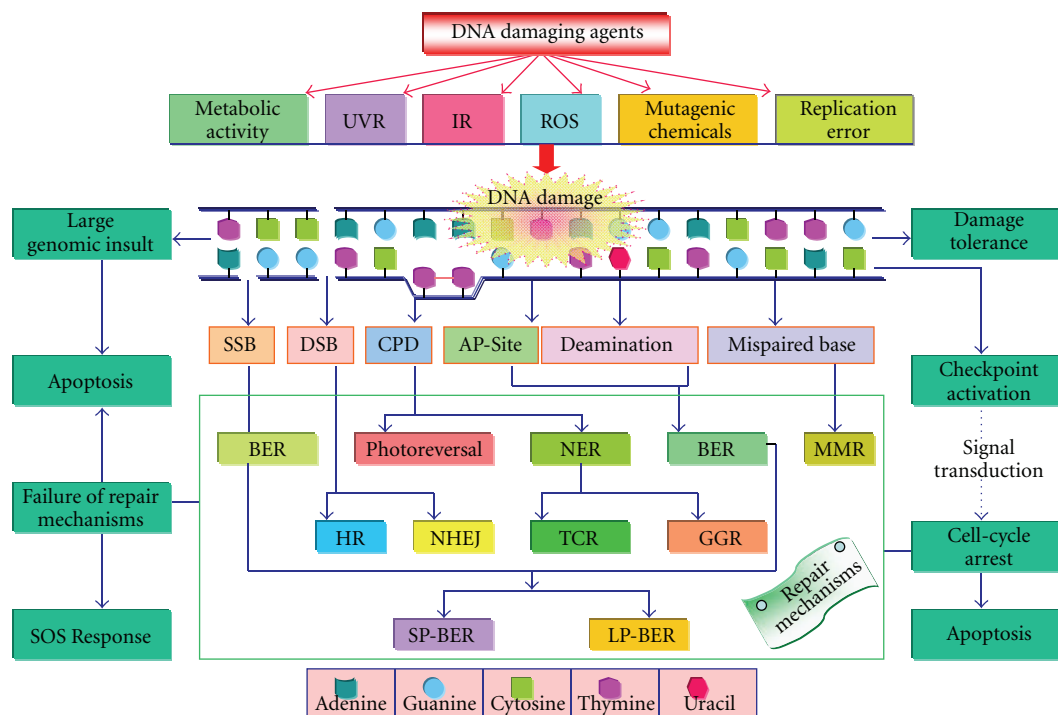 DNA damaging agents
Metabolic
activity
UVR
IR
ROS
Mutagenic
chemicals
Replication
error
DNA damage
Large
genomic insult
Damage
tolerance
SSB
DSB
CPD
AP-Site
Deamination
Mispaired base
Apoptosis
Checkpoint
activation
BER
Photoreversal
NER
BER
MMR
Signal
transduction
Failure of repair
mechanisms
HR
NHEJ
TCR
GGR
Cell-cycle
arrest
Repair
mechanisms
SOS Response
SP-BER
LP-BER
Apoptosis
Adenine
Guanine
Cytosine
Thymine
Uracil